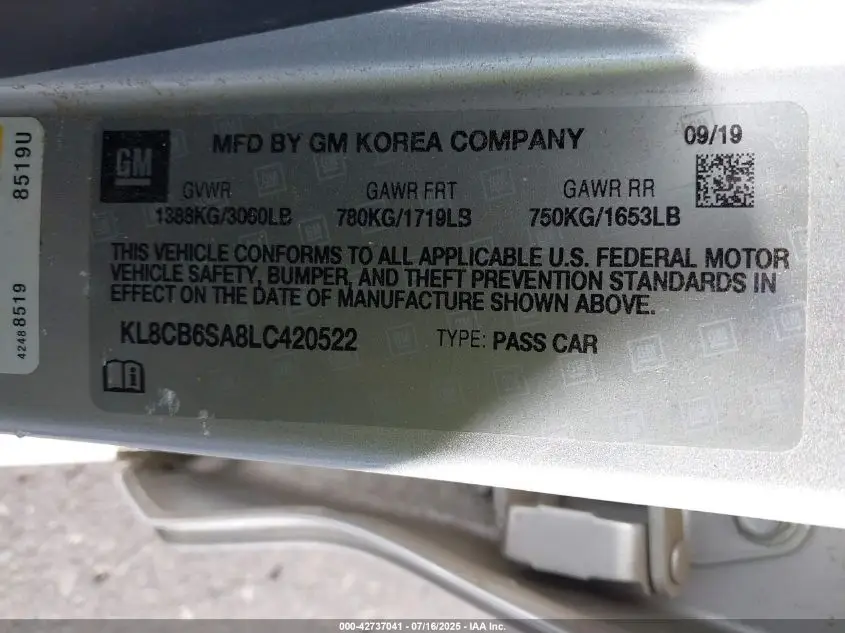 MFD BY GM KOREA COMPANY
09/19
GM
GVWR
GAWR FRT
GAWR RR
1388KG/3060LB
780KG/1719LB
750KG/1653LB
THIS VEHICLE CONFORMS TO ALL APPLICABLE U.S. FEDERAL MOTOR
VEHICLE SAFETY, BUMPER, AND THEFT PREVENTION STANDARDS IN
EFFECT ON THE DATE OF MANUFACTURE SHOWN ABOVE.
KL8CB6SA8LC420522
TYPE: PASS CAR
8519U
42488519
000-42737041 / 07/16/2025 / IAA Inc.